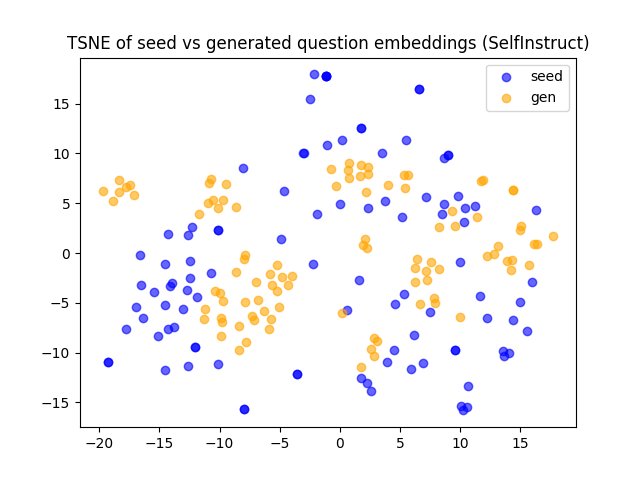 TSNE of seed vs generated question embeddings (SelfInstruct)
seed
gen
15
10
5
0
−5
−10
−15
−20 −15 −10 −5 0 5 10 15